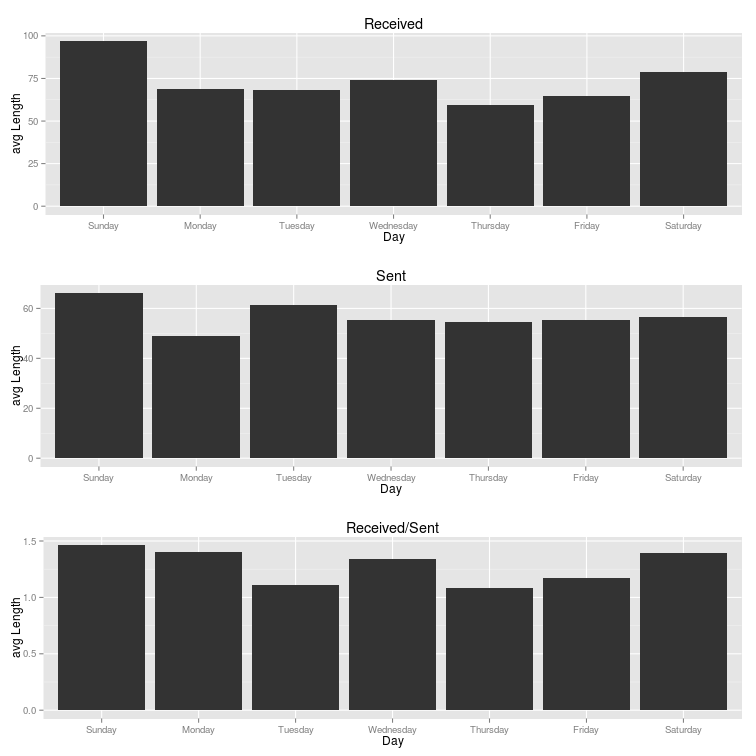 Received
avg Length
100
75
50
25
0
Sunday Monday Tuesday Wednesday Thursday Friday Saturday
Day
Sent
avg Length
60
40
20
0
Sunday Monday Tuesday Wednesday Thursday Friday Saturday
Day
Received/Sent
avg Length
1.5
1.0
0.5
0.0
Sunday Monday Tuesday Wednesday Thursday Friday Saturday
Day